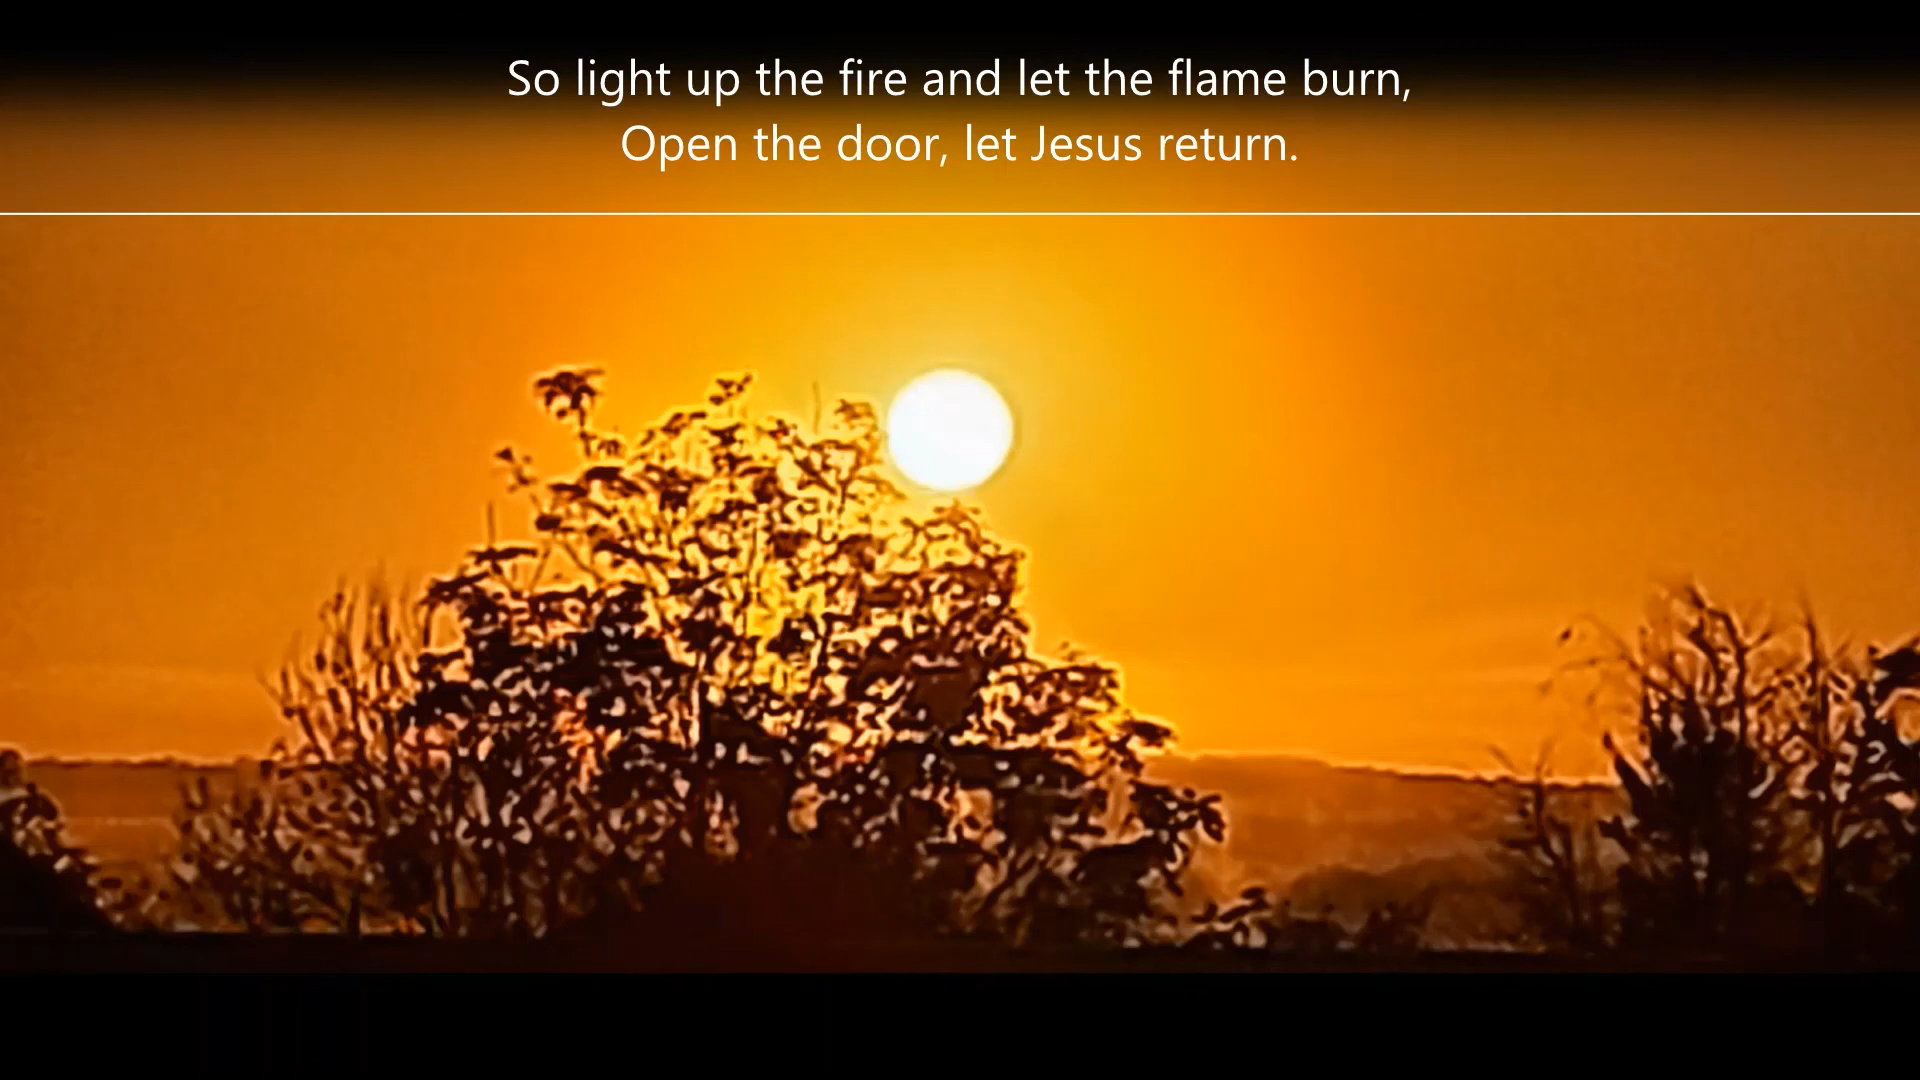 So light up the fire and let the flame burn,
Open the door, let Jesus return.